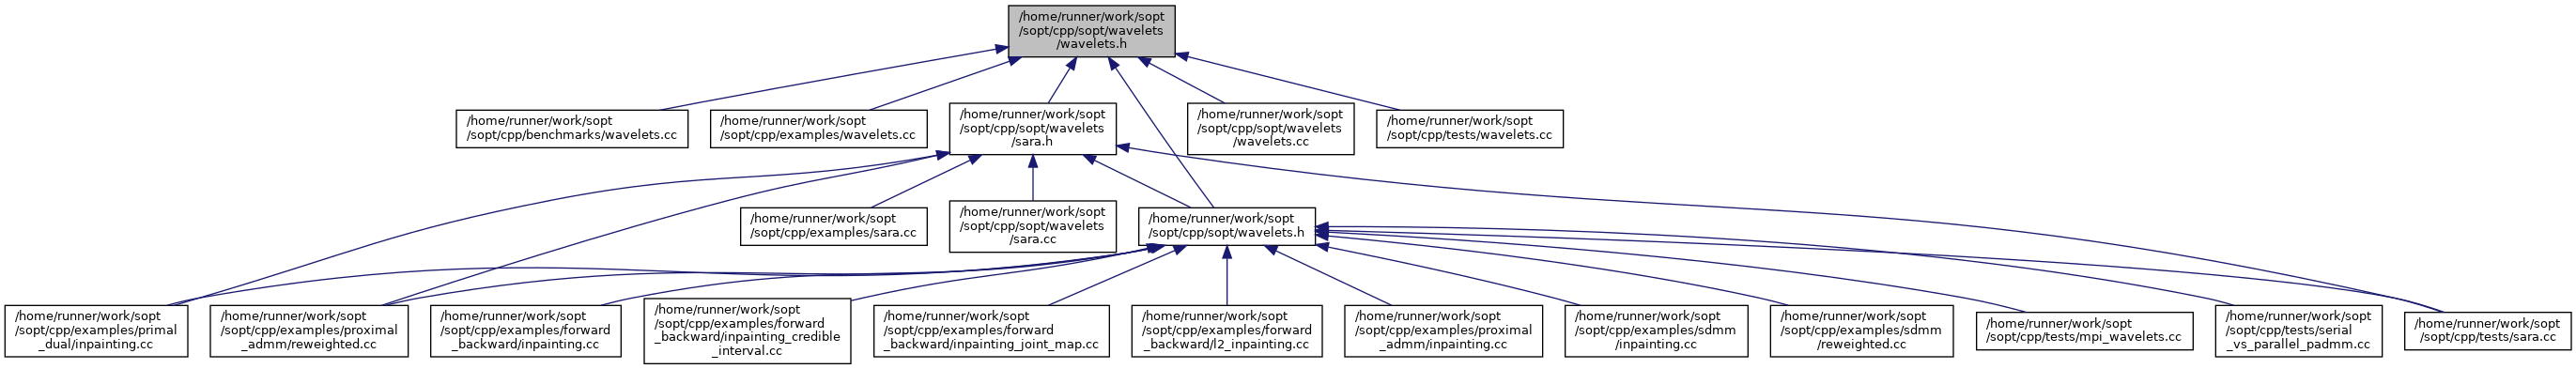 /home/runner/work/sopt
/sopt/cpp/sopt/wavelets
/wavelets.h
/home/runner/work/sopt
/sopt/cpp/benchmarks/wavelets.cc
/home/runner/work/sopt
/sopt/cpp/examples/wavelets.cc
/home/runner/work/sopt
/sopt/cpp/sopt/wavelets
/sara.h
/home/runner/work/sopt
/sopt/cpp/sopt/wavelets
/wavelets.cc
/home/runner/work/sopt
/sopt/cpp/tests/wavelets.cc
/home/runner/work/sopt
/sopt/cpp/examples/sara.cc
/home/runner/work/sopt
/sopt/cpp/sopt/wavelets
/sara.cc
/home/runner/work/sopt
/sopt/cpp/sopt/wavelets.h
/home/runner/work/sopt
/sopt/cpp/examples/primal
_dual/inpainting.cc
/home/runner/work/sopt
/sopt/cpp/examples/proximal
_admm/reweighted.cc
/home/runner/work/sopt
/sopt/cpp/examples/forward
_backward/inpainting.cc
/home/runner/work/sopt
/sopt/cpp/examples/forward
_backward/inpainting_credible
_interval.cc
/home/runner/work/sopt
/sopt/cpp/examples/forward
_backward/inpainting_joint_map.cc
/home/runner/work/sopt
/sopt/cpp/examples/forward
_backward/l2_inpainting.cc
/home/runner/work/sopt
/sopt/cpp/examples/proximal
_admm/inpainting.cc
/home/runner/work/sopt
/sopt/cpp/examples/sdmm
/inpainting.cc
/home/runner/work/sopt
/sopt/cpp/examples/sdmm
/reweighted.cc
/home/runner/work/sopt
/sopt/cpp/tests/mpi_wavelets.cc
/home/runner/work/sopt
/sopt/cpp/tests/serial
_vs_parallel_padmm.cc
/home/runner/work/sopt
/sopt/cpp/tests/sara.cc